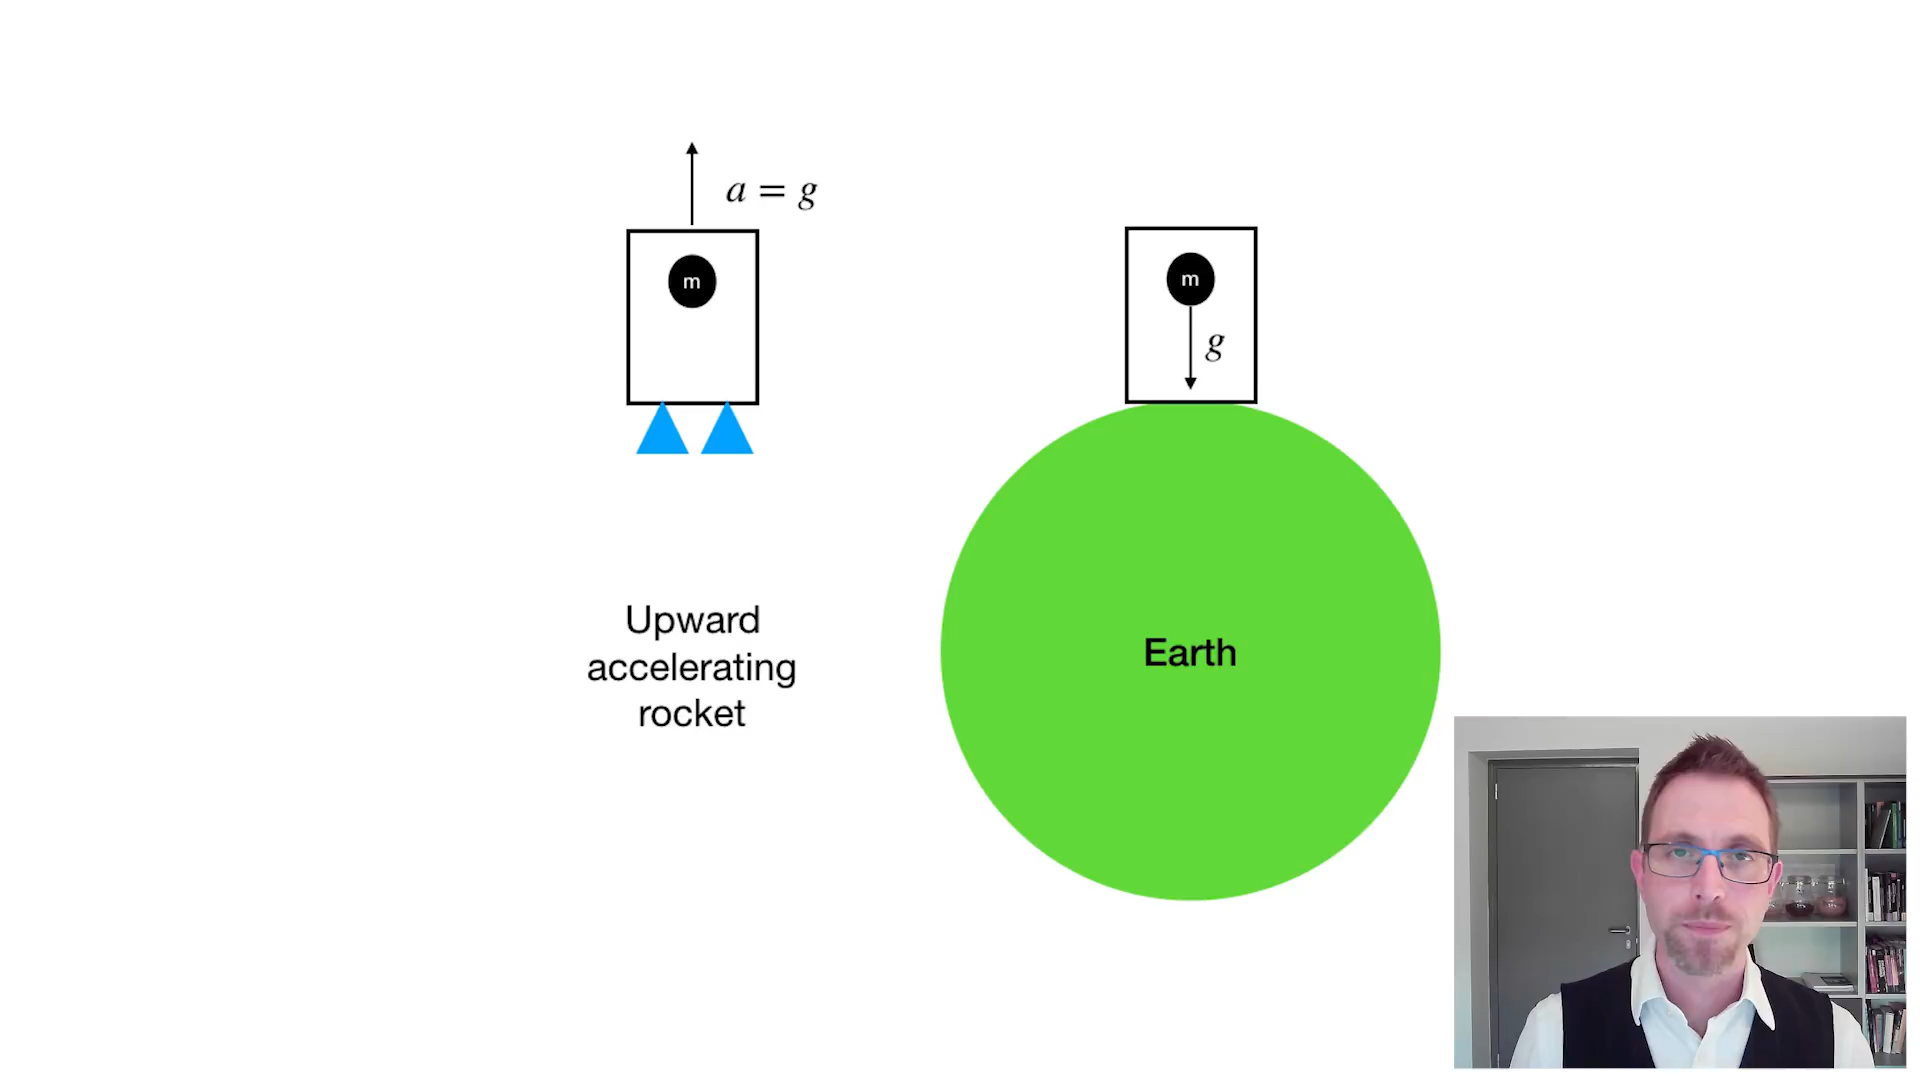 a = g
m
m
g
Upward
accelerating
rocket
Earth